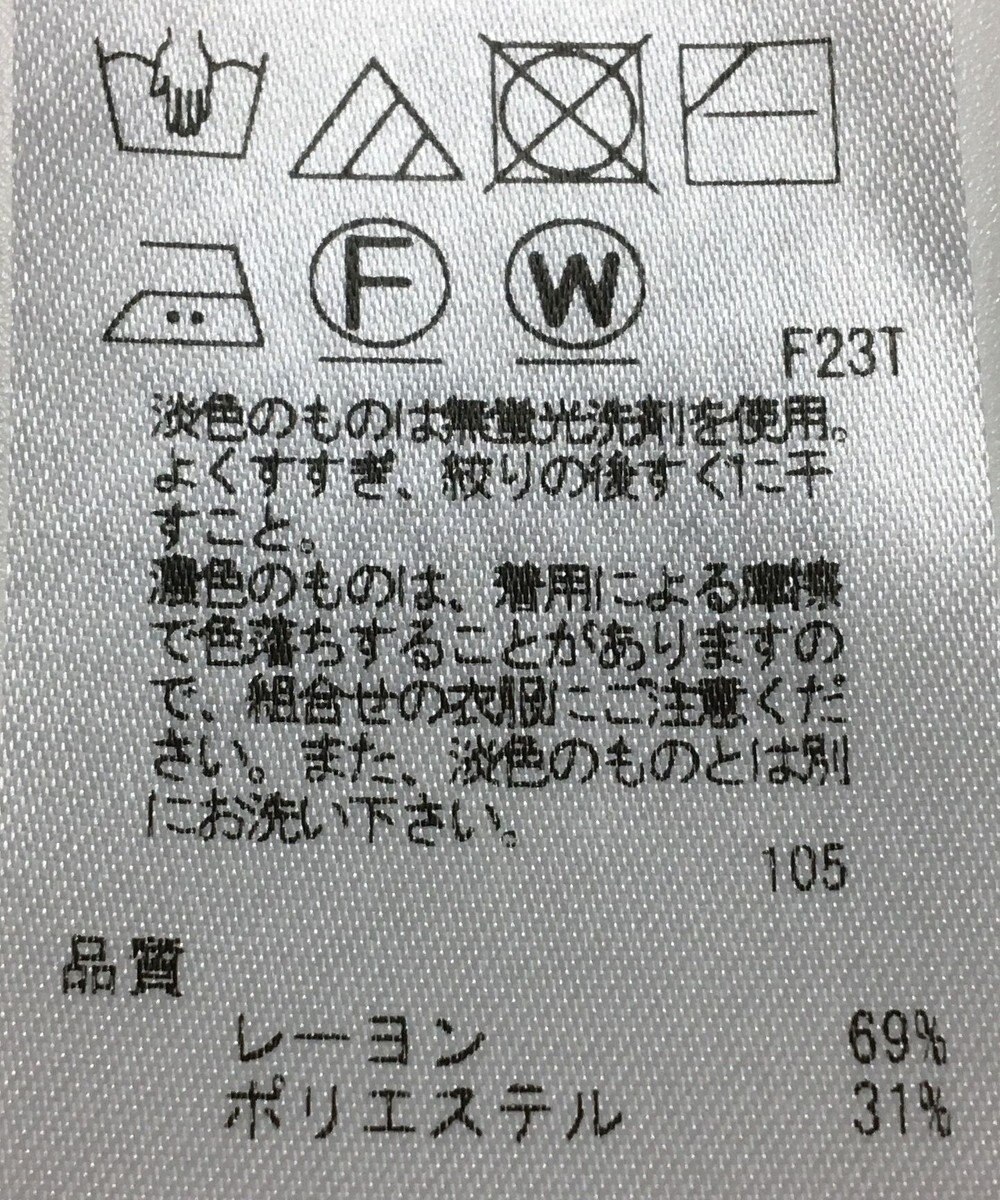 F W
F23T
淡色のものは無蛍光洗剤を使用。
よくすすぎ、絞りの後すぐに干
すこと。
濃色のものは、着用による摩擦
で色落ちすることがありますの
で、組合せの衣服にご注意くだ
さい。また、淡色のものとは別
にお洗い下さい。
105
品質
レーヨン 69%
ポリエステル 31%